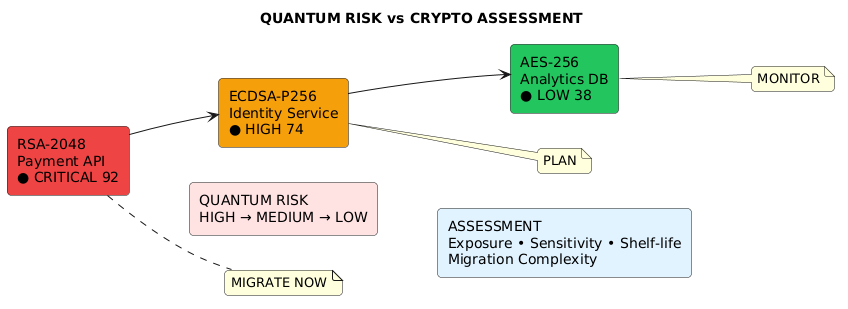 QUANTUM RISK vs CRYPTO ASSESSMENT
RSA-2048
Payment API
● CRITICAL 92
ECDSA-P256
Identity Service
● HIGH 74
AES-256
Analytics DB
● LOW 38
MONITOR
PLAN
QUANTUM RISK
HIGH → MEDIUM → LOW
ASSESSMENT
Exposure • Sensitivity • Shelf-life
Migration Complexity
MIGRATE NOW